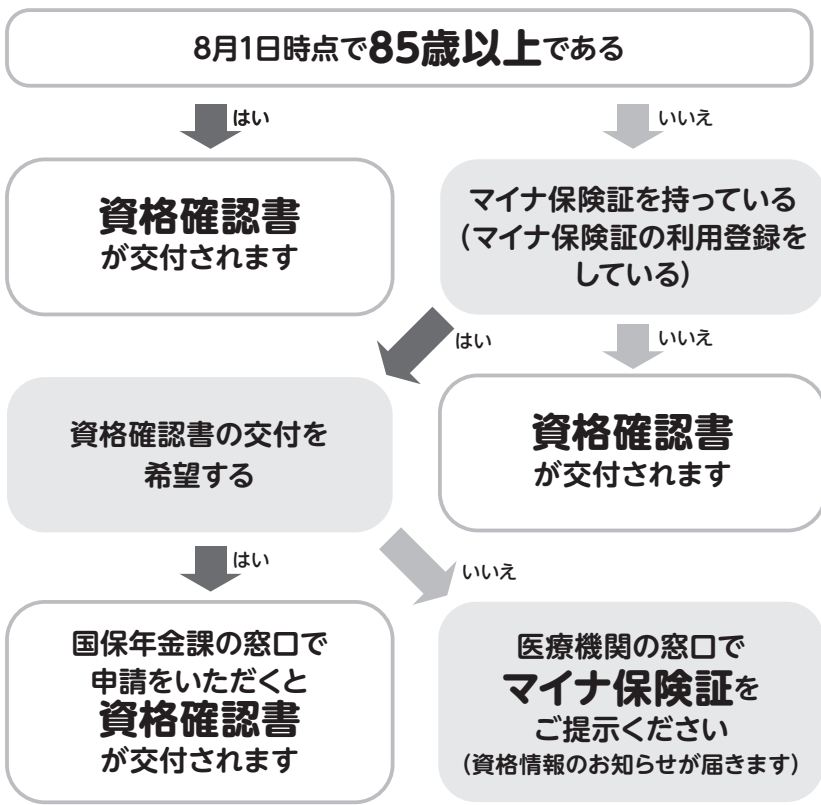 8月1日時点で85歳以上である
はい
いいえ
資格確認書
が交付されます
マイナ保険証を持っている
(マイナ保険証の利用登録を
している)
はい
いいえ
資格確認書の交付を
希望する
資格確認書
が交付されます
はい
いいえ
国保年金課の窓口で
申請をいただくと
資格確認書
が交付されます
医療機関の窓口で
マイナ保険証を
ご提示ください
(資格情報のお知らせが届きます)